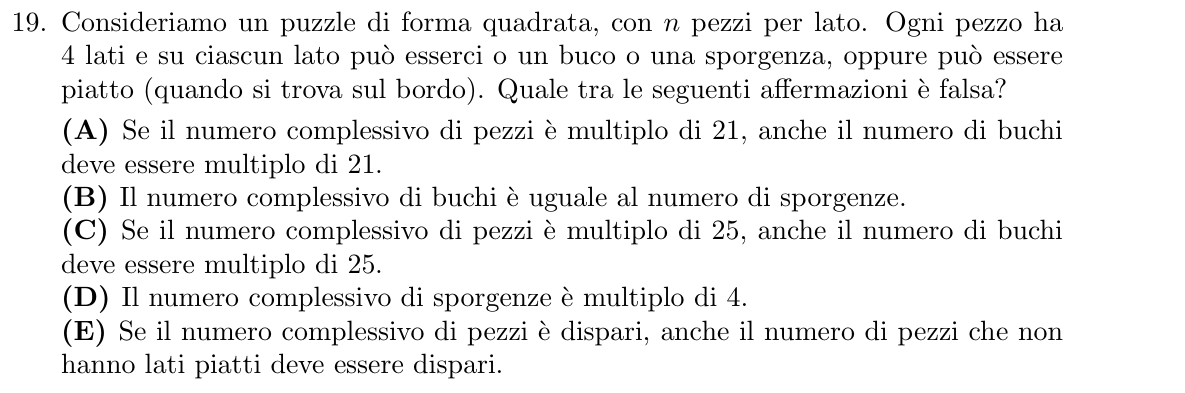 19. Consideriamo un puzzle di forma quadrata, con n pezzi per lato. Ogni pezzo ha
4 lati e su ciascun lato può esserci o un buco o una sporgenza, oppure può essere
piatto (quando si trova sul bordo). Quale tra le seguenti affermazioni è falsa?
(A) Se il numero complessivo di pezzi è multiplo di 21, anche il numero di buchi
deve essere multiplo di 21.
(B) Il numero complessivo di buchi è uguale al numero di sporgenze.
(C) Se il numero complessivo di pezzi è multiplo di 25, anche il numero di buchi
deve essere multiplo di 25.
(D) Il numero complessivo di sporgenze è multiplo di 4.
(E) Se il numero complessivo di pezzi è dispari, anche il numero di pezzi che non
hanno lati piatti deve essere dispari.